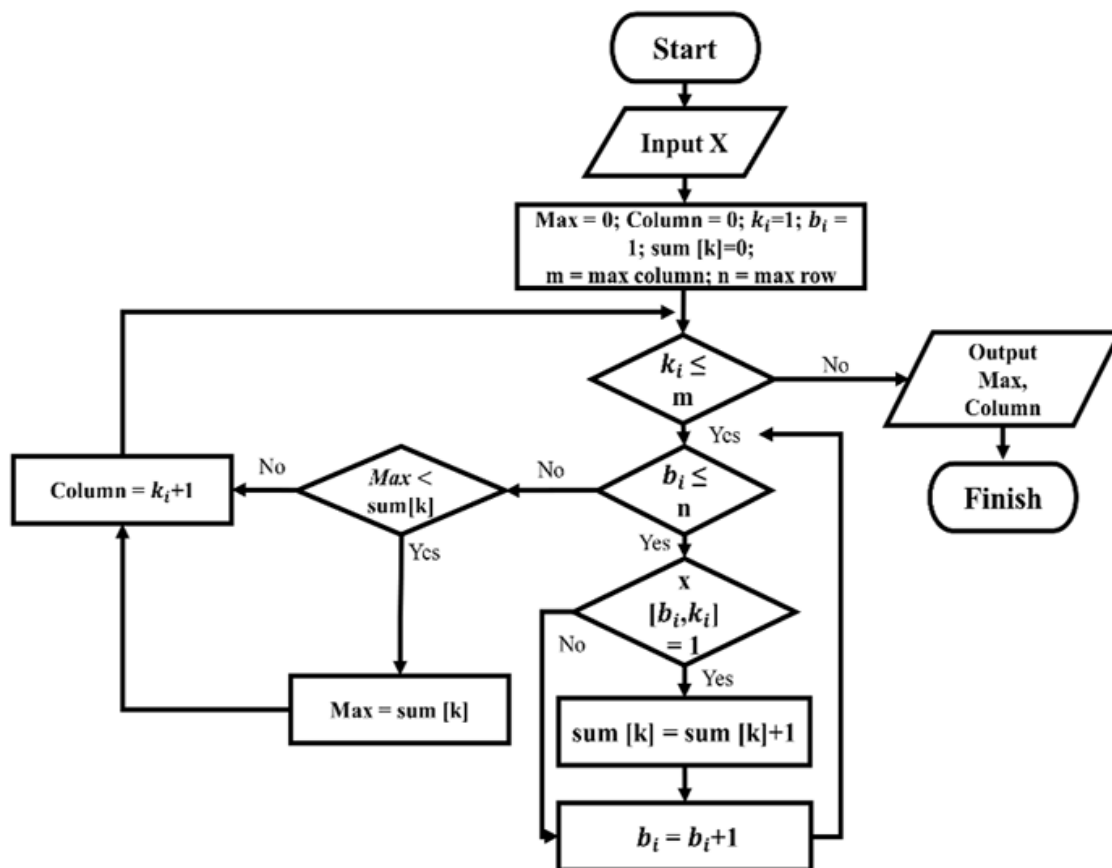 Start
Input X
Max = 0; Column = 0; kᵢ=1; bᵢ =
1; sum [k]=0;
m = max column; n = max row
kᵢ ≤
m
No
Output
Max,
Column
Finish
Yes
bᵢ ≤
n
No
Max <
sum[k]
No
Column = kᵢ+1
Yes
Yes
x
[bᵢ,kᵢ]
= 1
No
Yes
Max = sum [k]
sum [k] = sum [k]+1
bᵢ = bᵢ+1